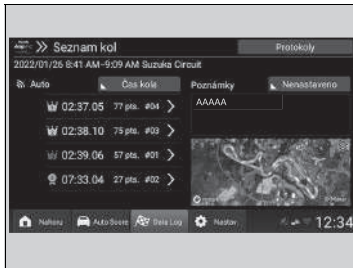 >> Seznam kol
Protokoly
2022/01/26 8:41 AM–9:09 AM Suzuka Circuit
Auto
Čas kola
Poznámky
Nenastaveno
02:37.05 77 pts. #04 >
AAAAA
02:38.10 75 pts. #03 >
02:39.06 57 pts. #01 >
07:33.04 27 pts. #02 >
Nahoru
Auto Score
Data Log
Nastav
12:34